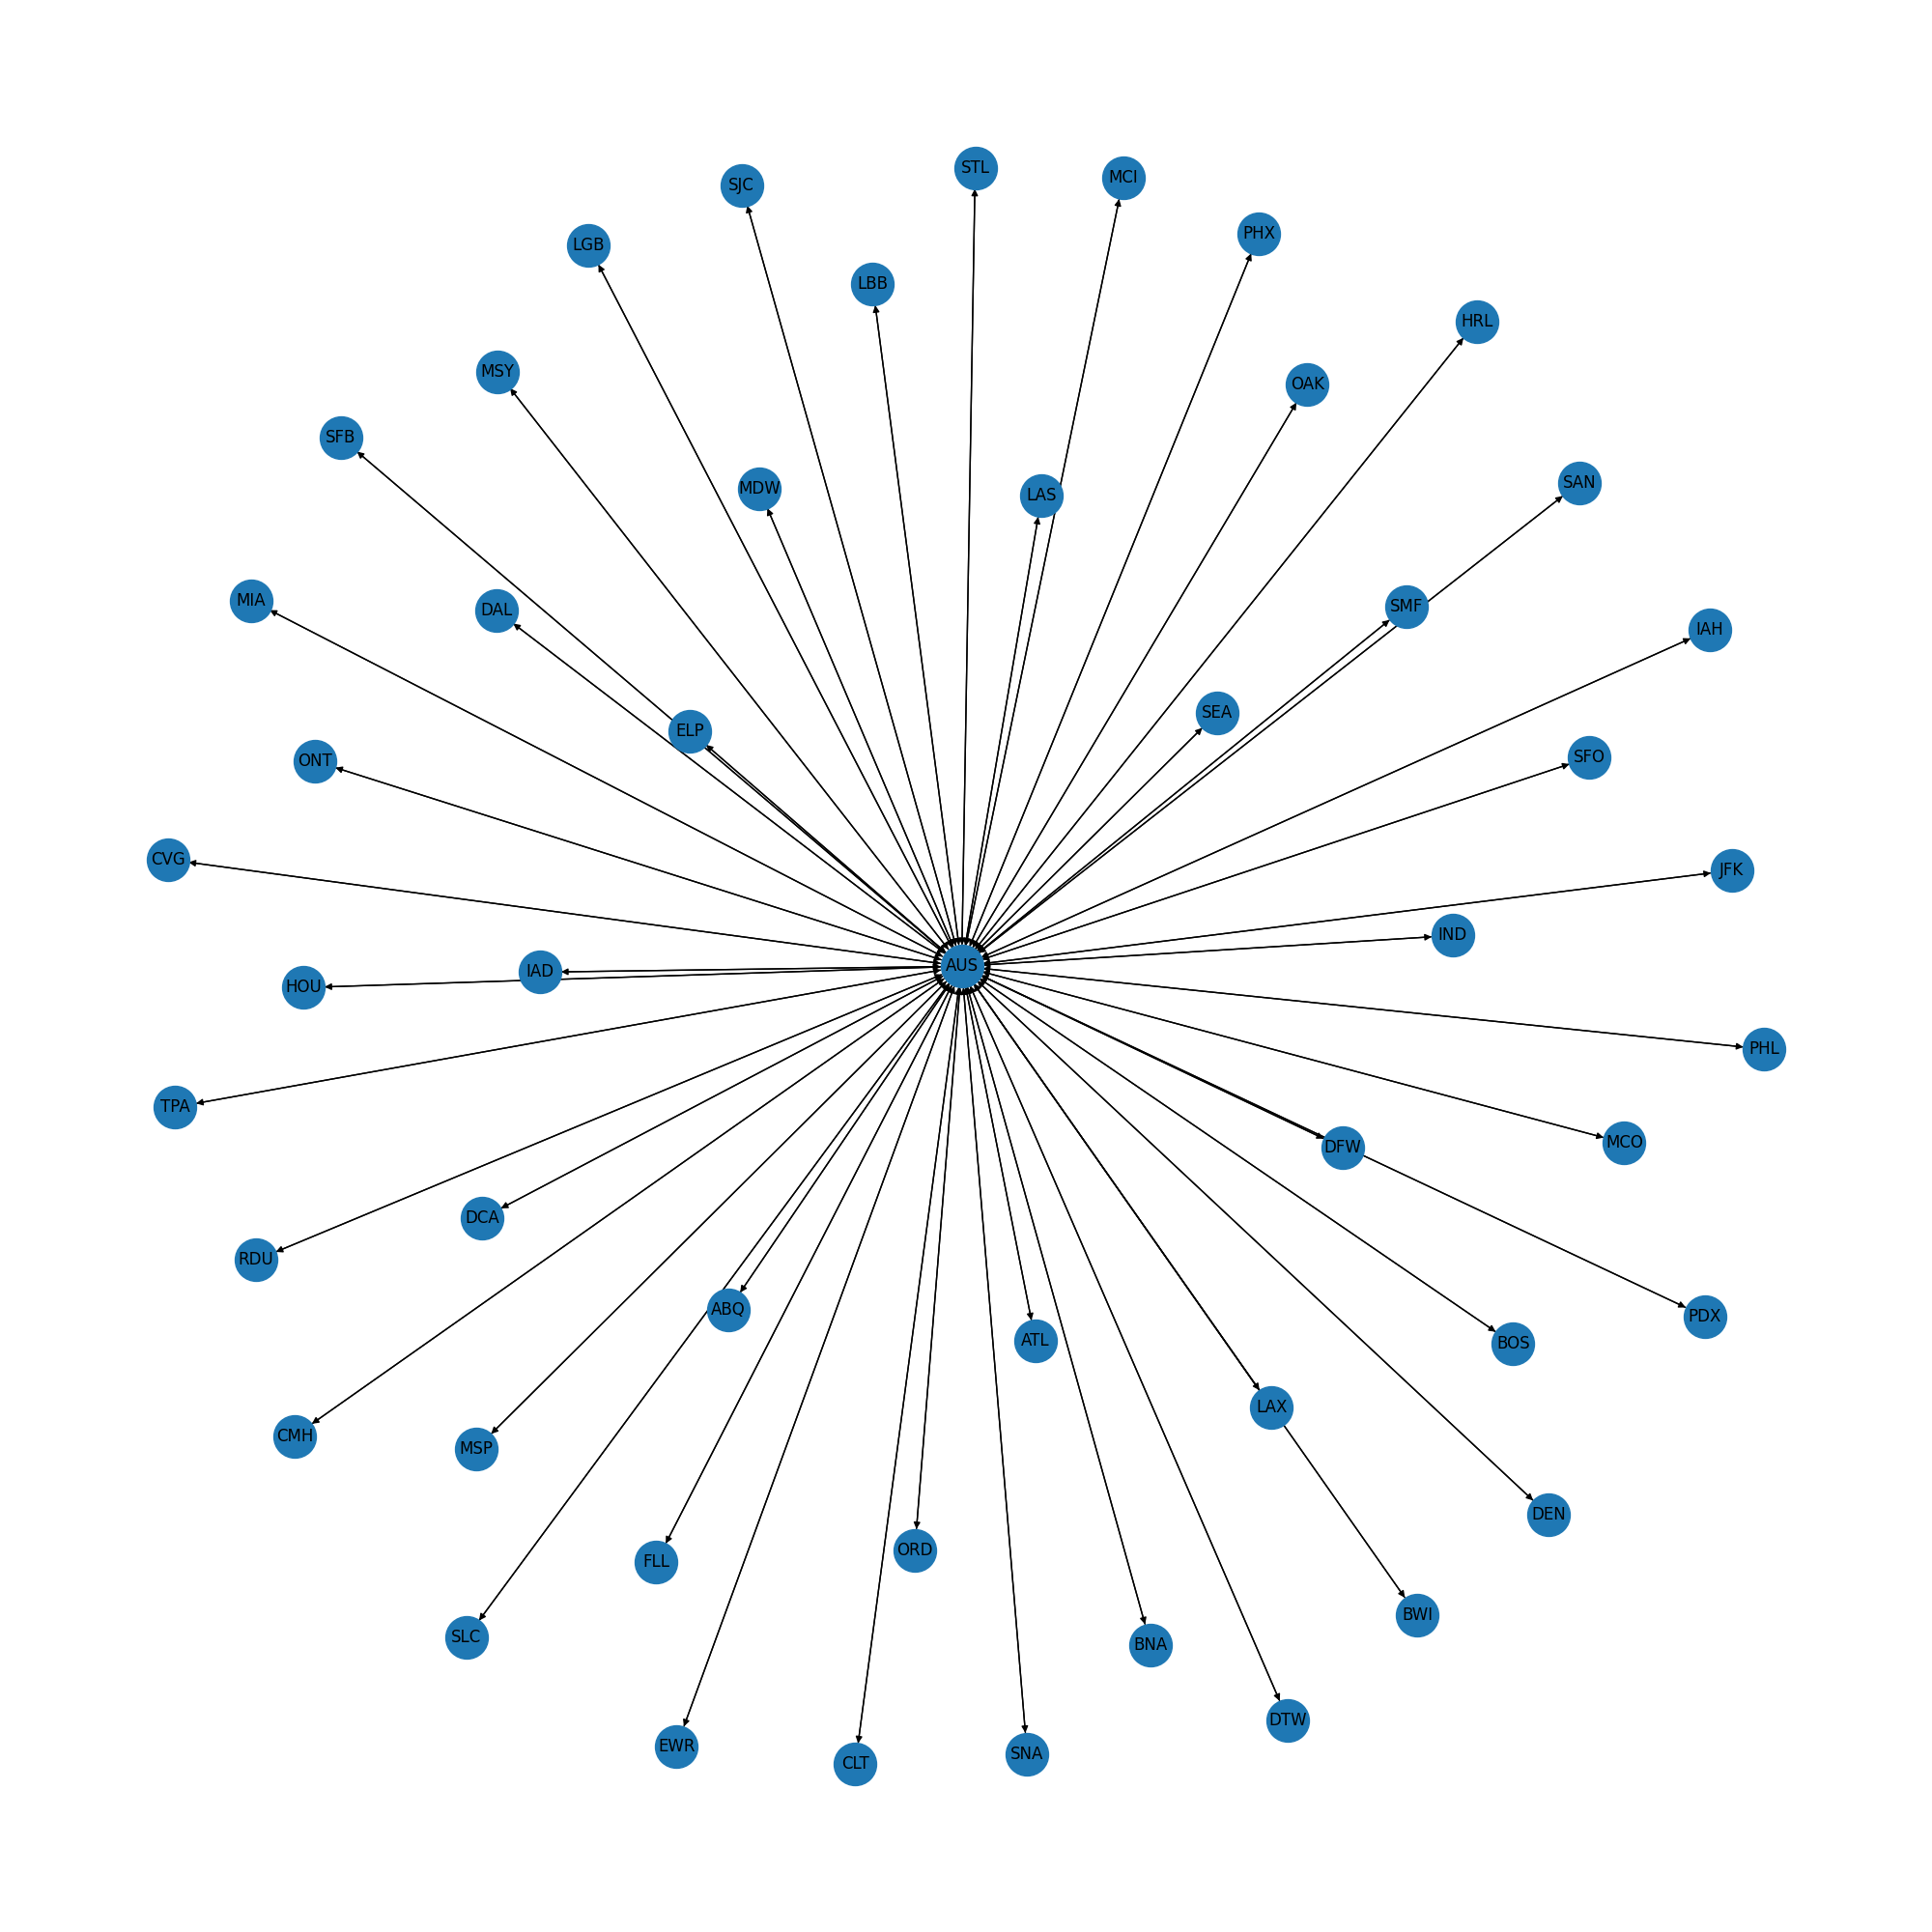 STL
MCI
SJC
PHX
LGB
LBB
HRL
MSY
OAK
SFB
SAN
MDW
LAS
MIA
SMF
DAL
IAH
SEA
ELP
SFO
ONT
CVG
JFK
IND
AUS
IAD
HOU
PHL
TPA
MCO
DFW
DCA
RDU
ABQ
PDX
ATL
BOS
LAX
CMH
MSP
DEN
ORD
FLL
BWI
SLC
BNA
DTW
EWR
SNA
CLT